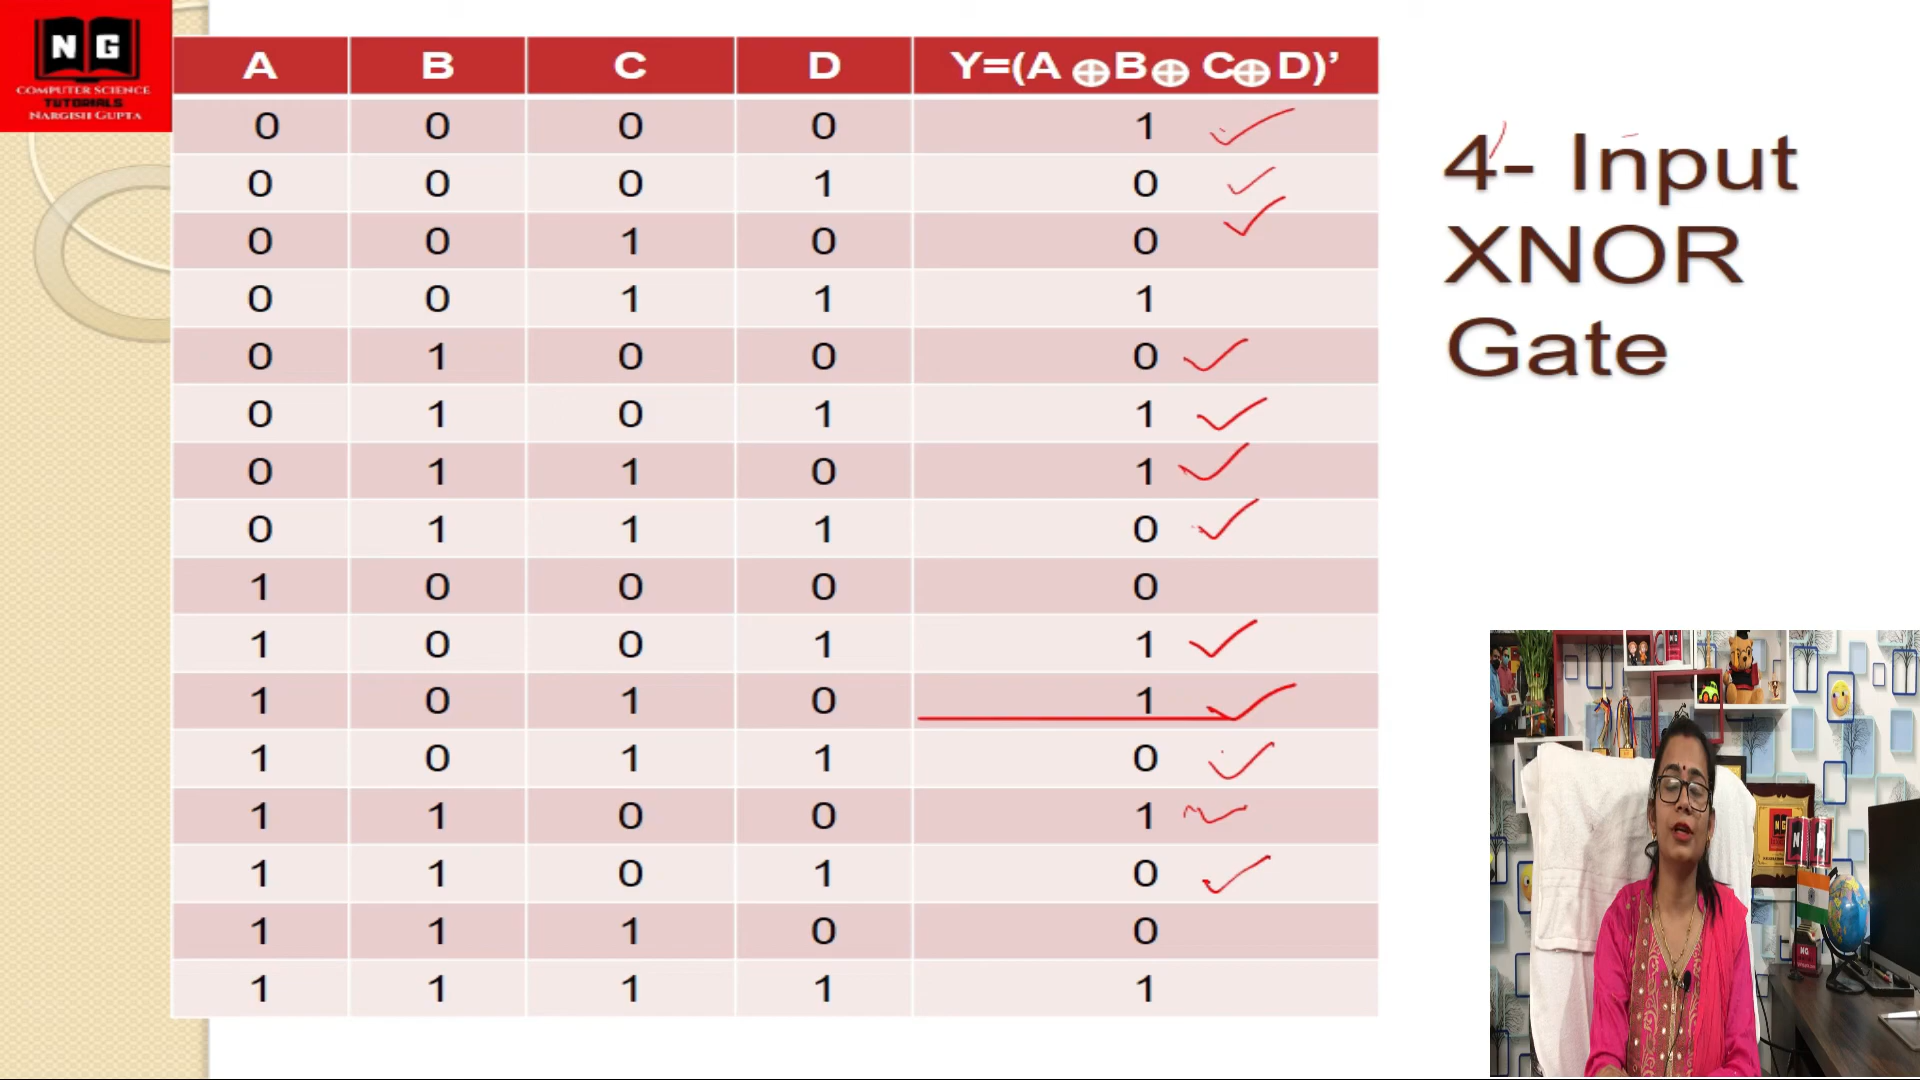 N G
COMPUTER SCIENCE
TUTORIALS
NARGISH GUPTA
A B C D Y=(A ⊕B⊕ C⊕D)’
0 0 0 0 1
0 0 0 1 0
0 0 1 0 0
0 0 1 1 1
0 1 0 0 0
0 1 0 1 1
0 1 1 0 1
0 1 1 1 0
1 0 0 0 0
1 0 0 1 1
1 0 1 0 1
1 0 1 1 0
1 1 0 0 1
1 1 0 1 0
1 1 1 0 0
1 1 1 1 1
4- Input
XNOR
Gate